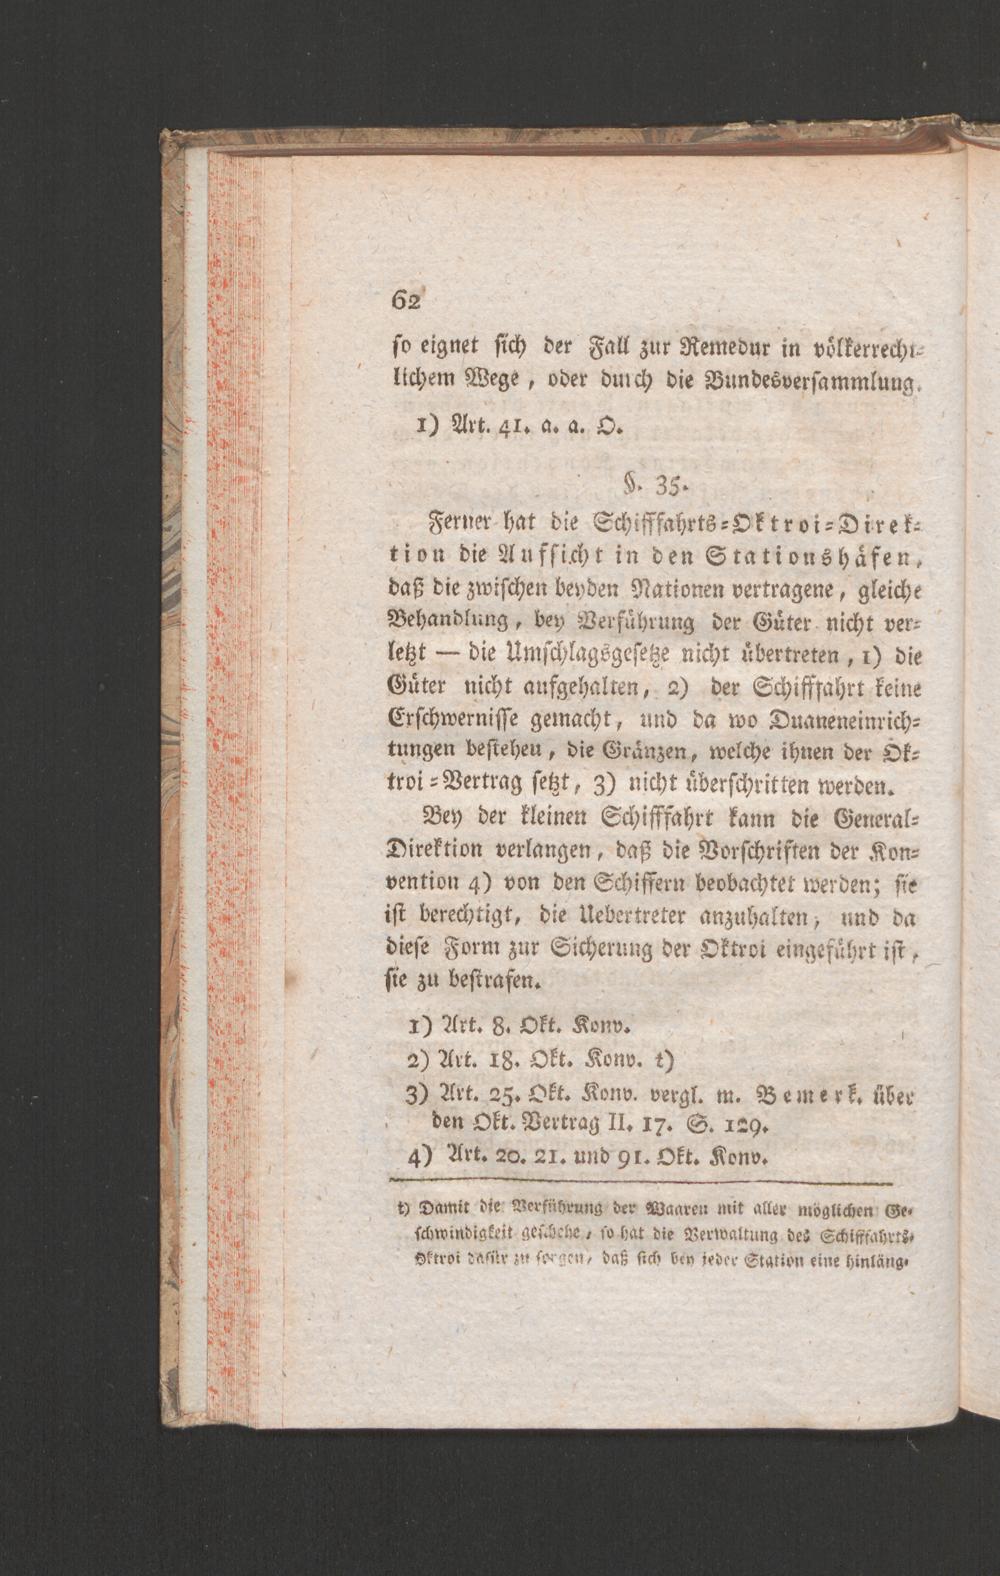 62
so eignet sich der Fall zur Remedur in völkerrecht-
lichem Wege, oder durch die Bundesversammlung.
1) Art. 41. a. a. O.
§. 35.
Ferner hat die Schifffahrts-Oktroi-Direk-
tion die Aufsicht in den Stationshäfen,
daß die zwischen beyden Nationen vertragene, gleiche
Behandlung, bey Verführung der Güter nicht ver-
letzt — die Umschlagsgesetze nicht übertreten, 1) die
Güter nicht aufgehalten, 2) der Schifffahrt keine
Erschwernisse gemacht, und da wo Duaneneinrich-
tungen bestehen, die Gränzen, welche ihnen der Ok-
troi-Vertrag setzt, 3) nicht überschritten werden.
Bey der kleinen Schifffahrt kann die General-
Direktion verlangen, daß die Vorschriften der Kon-
vention 4) von den Schiffern beobachtet werden; sie
ist berechtigt, die Uebertreter anzuhalten, und da
diese Form zur Sicherung der Oktroi eingeführt ist,
sie zu bestrafen.
1) Art. 8. Okt. Konv.
2) Art. 18. Okt. Konv. t)
3) Art. 25. Okt. Konv. vergl. m. Bemerk. über
den Okt. Vertrag II. 17. S. 129.
4) Art. 20. 21. und 91. Okt. Konv.
t) Damit die Verführung der Waaren mit aller möglichen Ge-
schwindigkeit geschehe, so hat die Verwaltung des Schifffahrts-
Oktroi dafür zu sorgen, daß sich bey jeder Station eine hinläng-